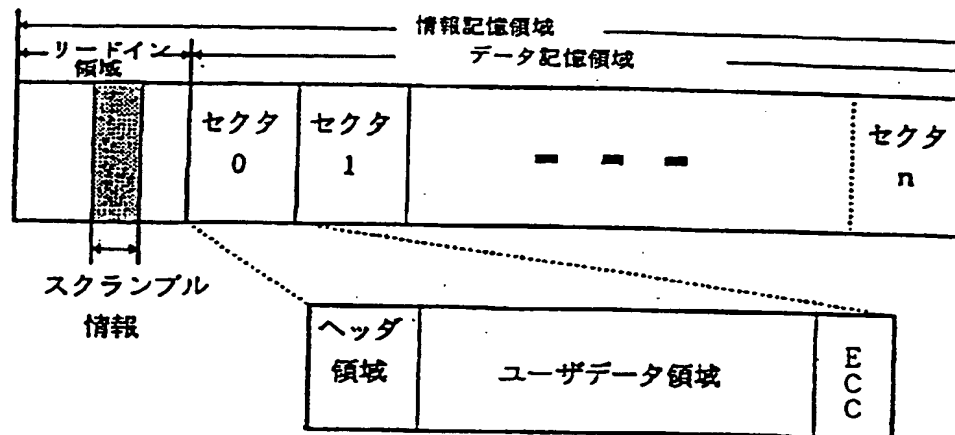 情報記憶領域
リードイン
領域
データ記憶領域
セクタ
0
セクタ
1
セクタ
n
スクランブル
情報
ヘッダ
領域
ユーザデータ領域
ECC